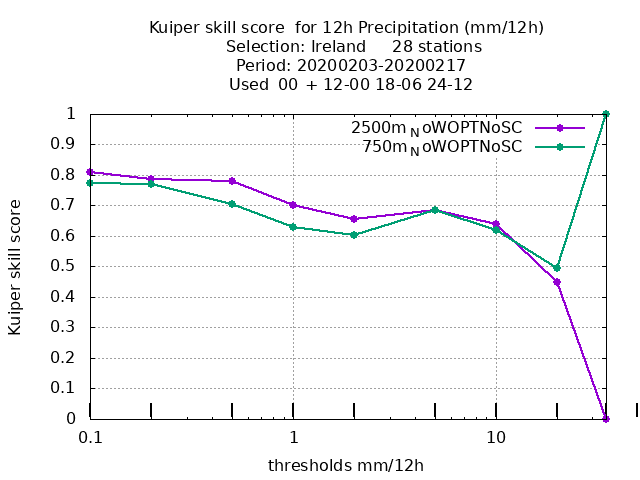 Kuiper skill score  for 12h Precipitation (mm/12h)
Selection: Ireland     28 stations
Period: 20200203-20200217
Used  00 + 12-00 18-06 24-12
2500m_NoWOPTNoSC
750m_NoWOPTNoSC
Kuiper skill score
1
0.9
0.8
0.7
0.6
0.5
0.4
0.3
0.2
0.1
0
0.1 1 10
thresholds mm/12h